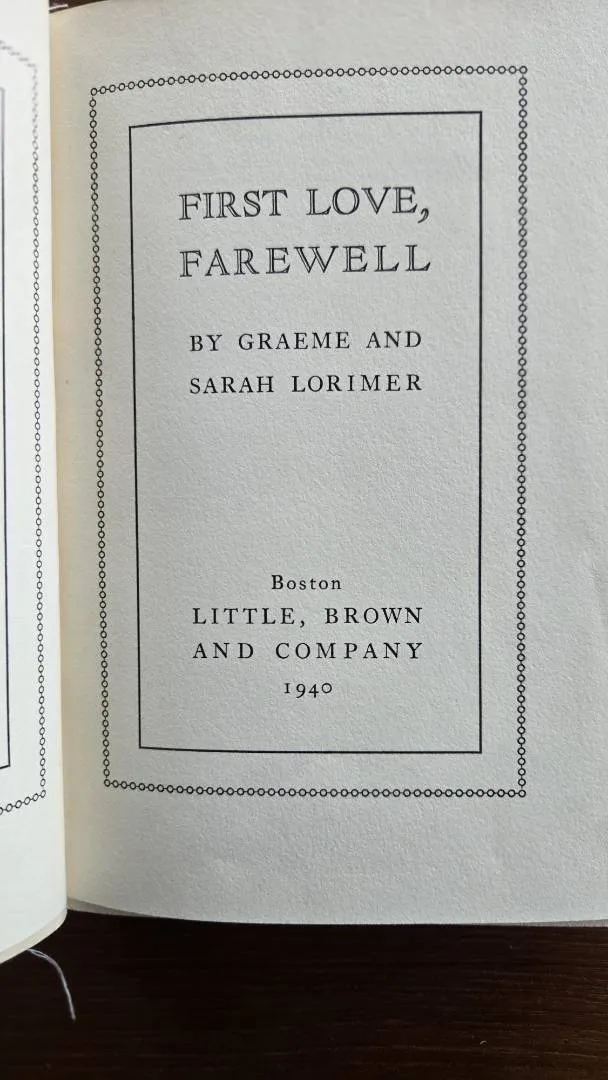 FIRST LOVE,
FAREWELL
BY GRAEME AND
SARAH LORIMER
Boston
LITTLE, BROWN
AND COMPANY
1940